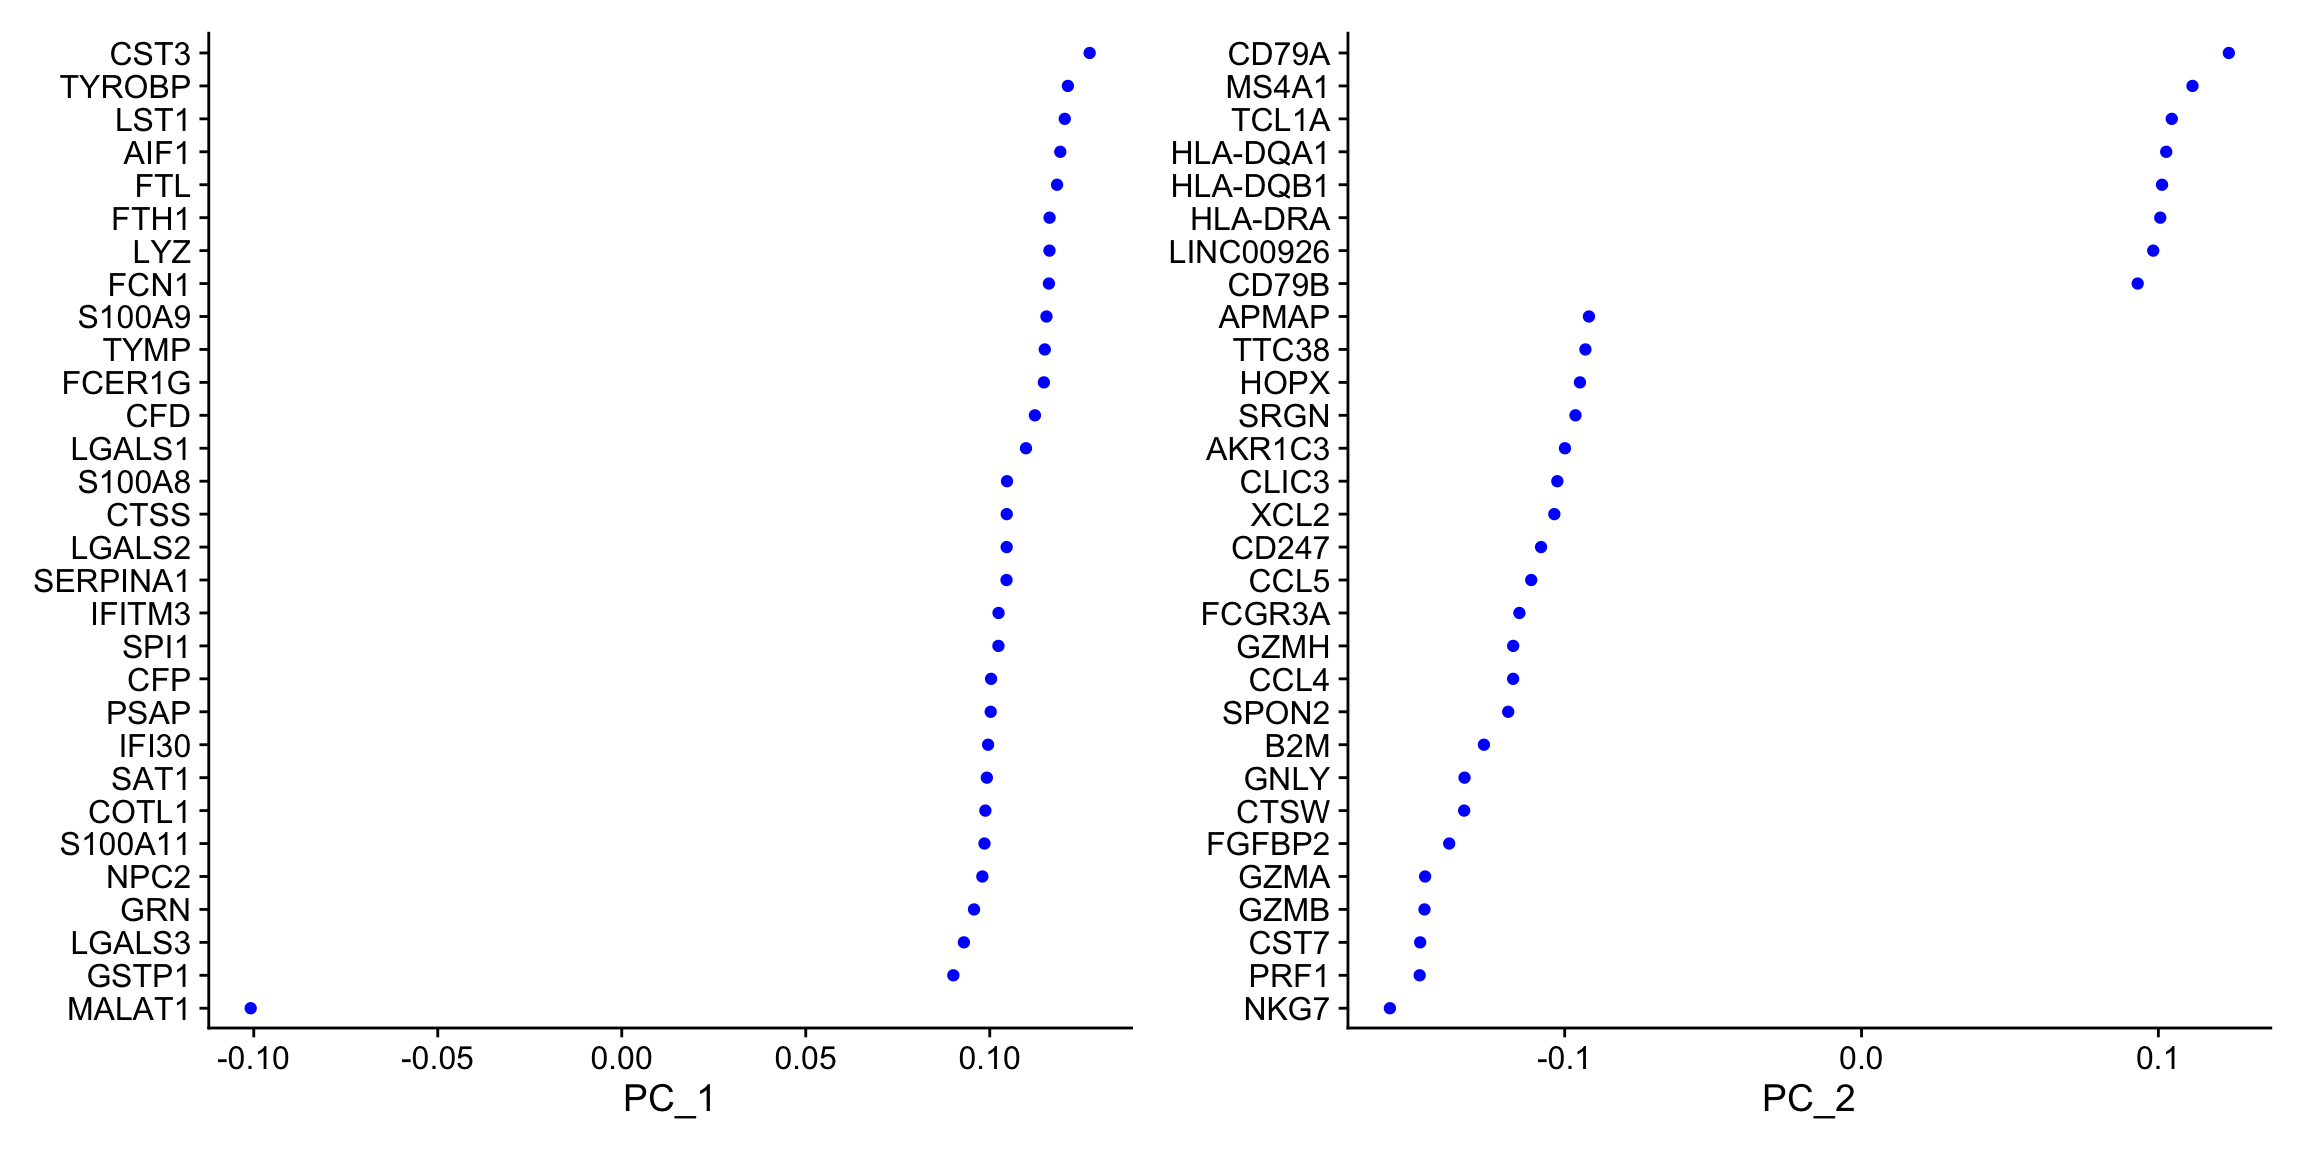 CST3
TYROBP
LST1
AIF1
FTL
FTH1
LYZ
FCN1
S100A9
TYMP
FCER1G
CFD
LGALS1
S100A8
CTSS
LGALS2
SERPINA1
IFITM3
SPI1
CFP
PSAP
IFI30
SAT1
COTL1
S100A11
NPC2
GRN
LGALS3
GSTP1
MALAT1
-0.10 -0.05 0.00 0.05 0.10
PC_1
CD79A
MS4A1
TCL1A
HLA-DQA1
HLA-DQB1
HLA-DRA
LINC00926
CD79B
APMAP
TTC38
HOPX
SRGN
AKR1C3
CLIC3
XCL2
CD247
CCL5
FCGR3A
GZMH
CCL4
SPON2
B2M
GNLY
CTSW
FGFBP2
GZMA
GZMB
CST7
PRF1
NKG7
-0.1 0.0 0.1
PC_2